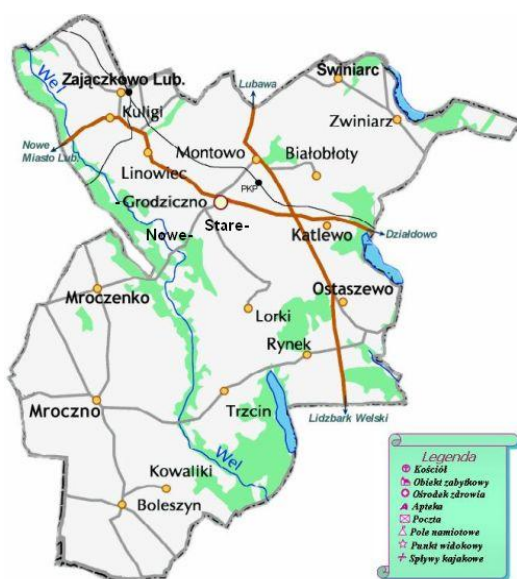 Wel
Zajączkowo Lub.
Kuligi
Lubawa
Świniarc
Zwiniarz
Nowe
Miasto Lub.
Linowiec
Montowo
Białobłoty
PKP
-Grodziczno
Stare-
Nowe-
Katlewo
Działdowo
Mroczenko
Ostaszewo
Lorki
Rynek
Mroczno
Trzcin
Lidzbark Welski
Kowaliki
Wel
Boleszyn
Legenda
Kościół
Obiekt zabytkowy
Ośrodek zdrowia
Apteka
Poczta
Pole namiotowe
Punkt widokowy
Spływy kajakowe